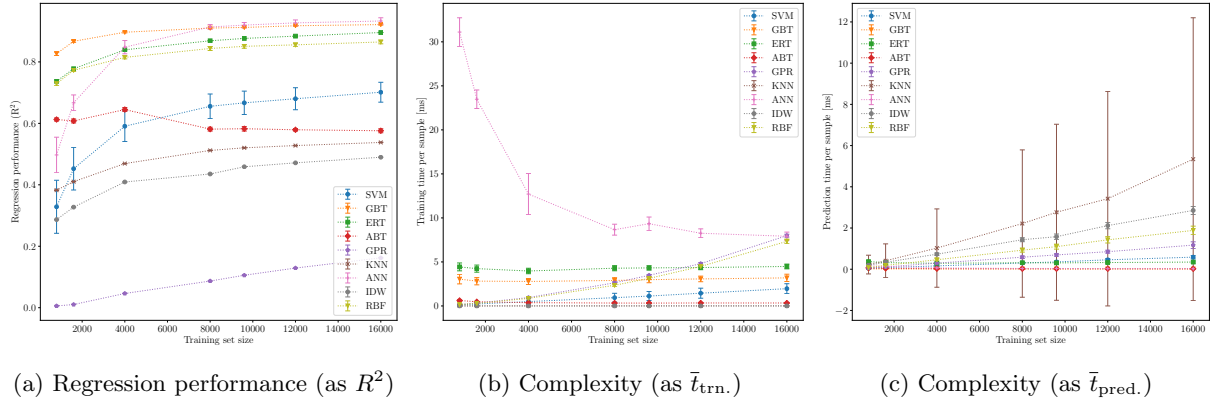 Regression performance (R²)
0.8
0.6
0.4
0.2
0.0
2000 4000 6000 8000 10000 12000 14000 16000
Training set size
SVM
GBT
ERT
ABT
GPR
KNN
ANN
IDW
RBF
(a) Regression performance (as R²)
Training time per sample [ms]
30
25
20
15
10
5
0
2000 4000 6000 8000 10000 12000 14000 16000
Training set size
SVM
GBT
ERT
ABT
GPR
KNN
ANN
IDW
RBF
(b) Complexity (as t̄trn.)
Prediction time per sample [ms]
12
10
8
6
4
2
0
−2
2000 4000 6000 8000 10000 12000 14000 16000
Training set size
SVM
GBT
ERT
ABT
GPR
KNN
ANN
IDW
RBF
(c) Complexity (as t̄pred.)